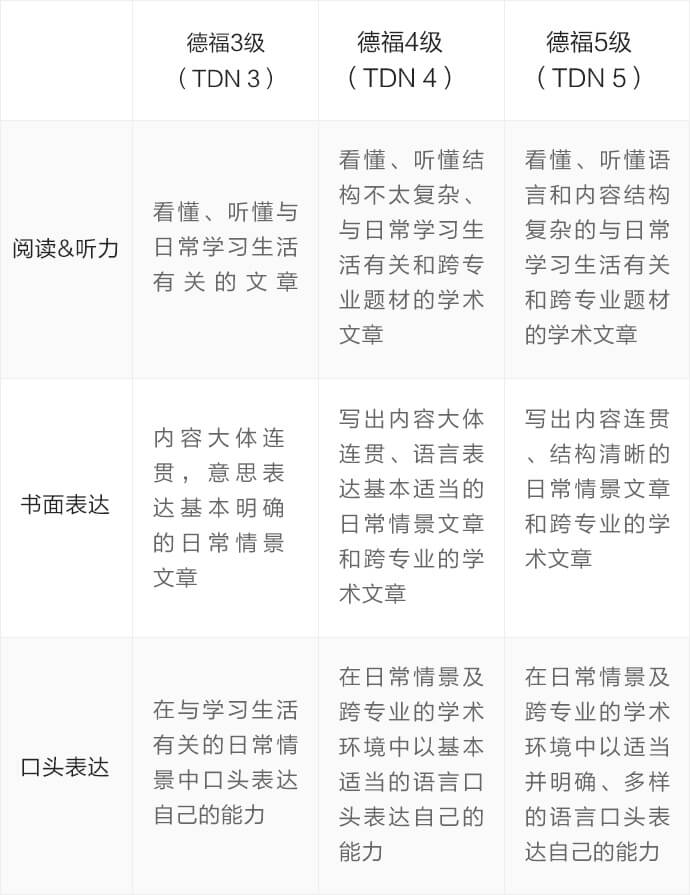 德福3级
（TDN 3）
德福4级
（TDN 4）
德福5级
（TDN 5）
阅读&听力
看懂、听懂与
日常学习生活
有关的文章
看懂、听懂结
构不太复杂、
与日常学习生
活有关和跨专
业题材的学术
文章
看懂、听懂语
言和内容结构
复杂的与日常
学习生活有关
和跨专业题材
的学术文章
书面表达
内容大体连
贯，意思表
达基本明确
的日常情景
文章
写出内容大体
连贯、语言表
达基本适当的
日常情景文章
和跨专业的学
术文章
写出内容连贯
、结构清晰的
日常情景文章
和跨专业的学
术文章
口头表达
在与学习生活
有关的日常情
景中口头表达
自己的能力
在日常情景及
跨专业的学术
环境中以基本
适当的语言口
头表达自己的
能力
在日常情景及
跨专业的学术
环境中以适当
并明确、多样
的语言口头表
达自己的能力